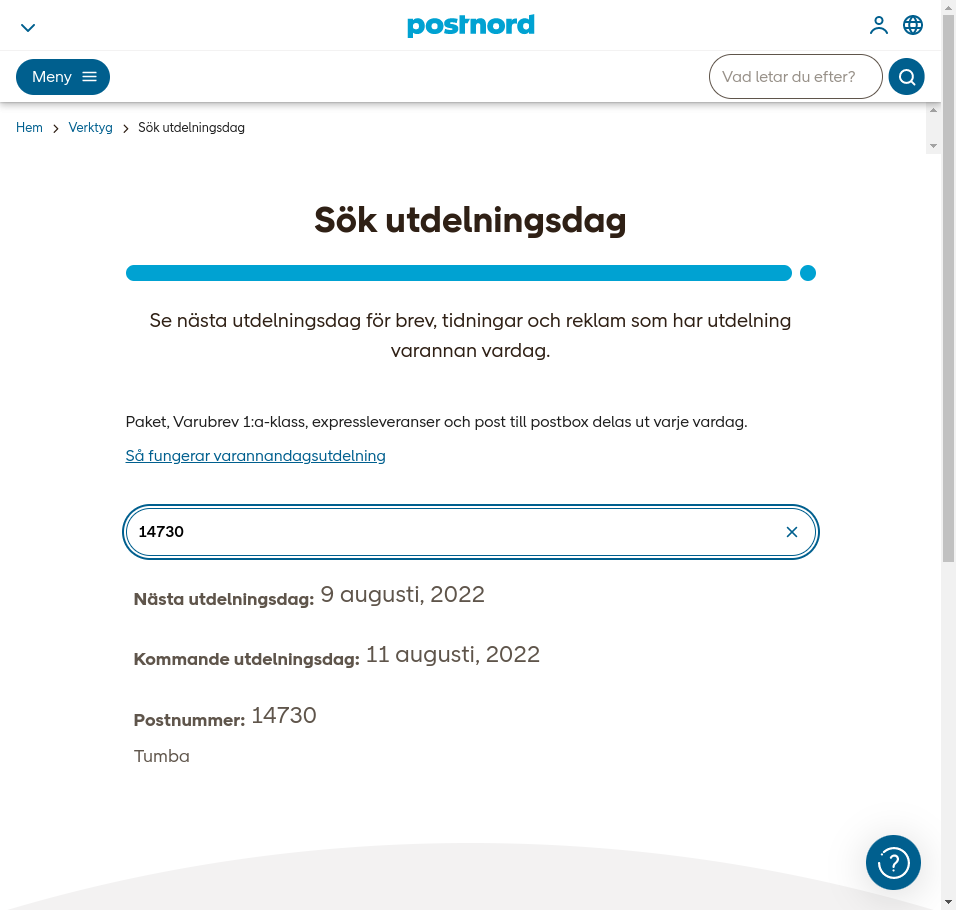 postnord
Meny
Vad letar du efter?
Hem Verktyg Sök utdelningsdag
Sök utdelningsdag
Se nästa utdelningsdag för brev, tidningar och reklam som har utdelning
varannan vardag.
Paket, Varubrev 1:a-klass, expressleveranser och post till postbox delas ut varje vardag.
Så fungerar varannandagsutdelning
14730
Nästa utdelningsdag: 9 augusti, 2022
Kommande utdelningsdag: 11 augusti, 2022
Postnummer: 14730
Tumba